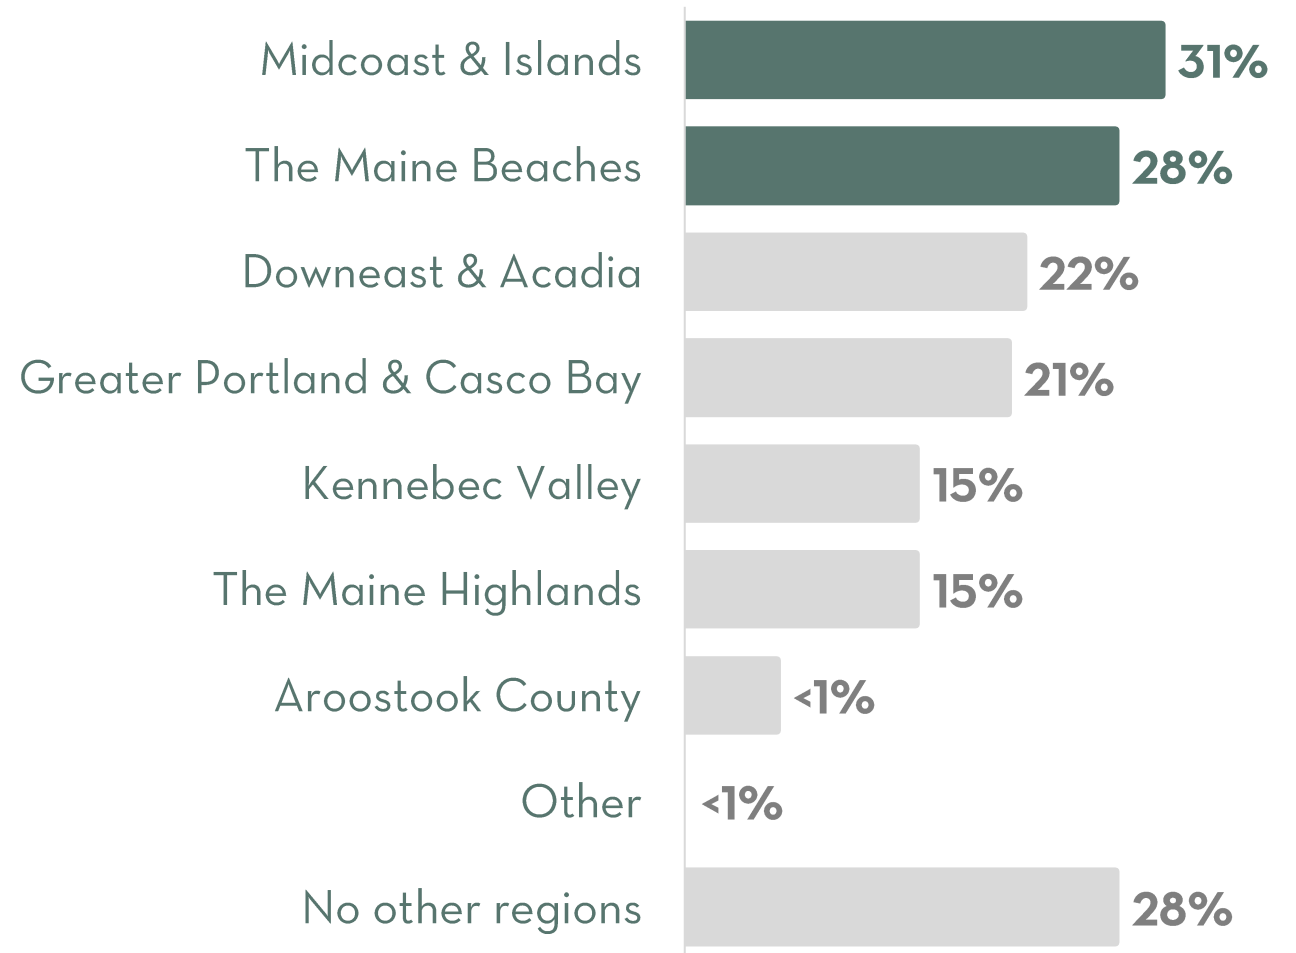 Midcoast & Islands 31%
The Maine Beaches 28%
Downeast & Acadia 22%
Greater Portland & Casco Bay 21%
Kennebec Valley 15%
The Maine Highlands 15%
Aroostook County <1%
Other <1%
No other regions 28%